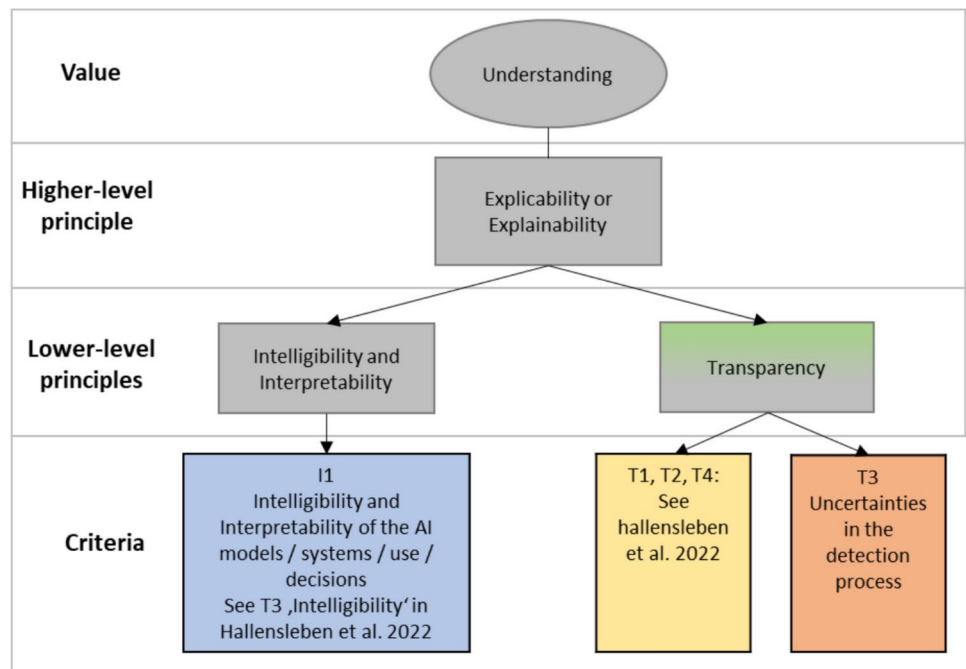 Value
Understanding
Higher-level
principle
Explicability or
Explainability
Lower-level
principles
Intelligibility and
Interpretability
Transparency
Criteria
I1
Intelligibility and
Interpretability of the AI
models / systems / use /
decisions
See T3 ‚Intelligibility‘ in
Hallensleben et al. 2022
T1, T2, T4:
See
hallensleben
et al. 2022
T3
Uncertainties
in the
detection
process